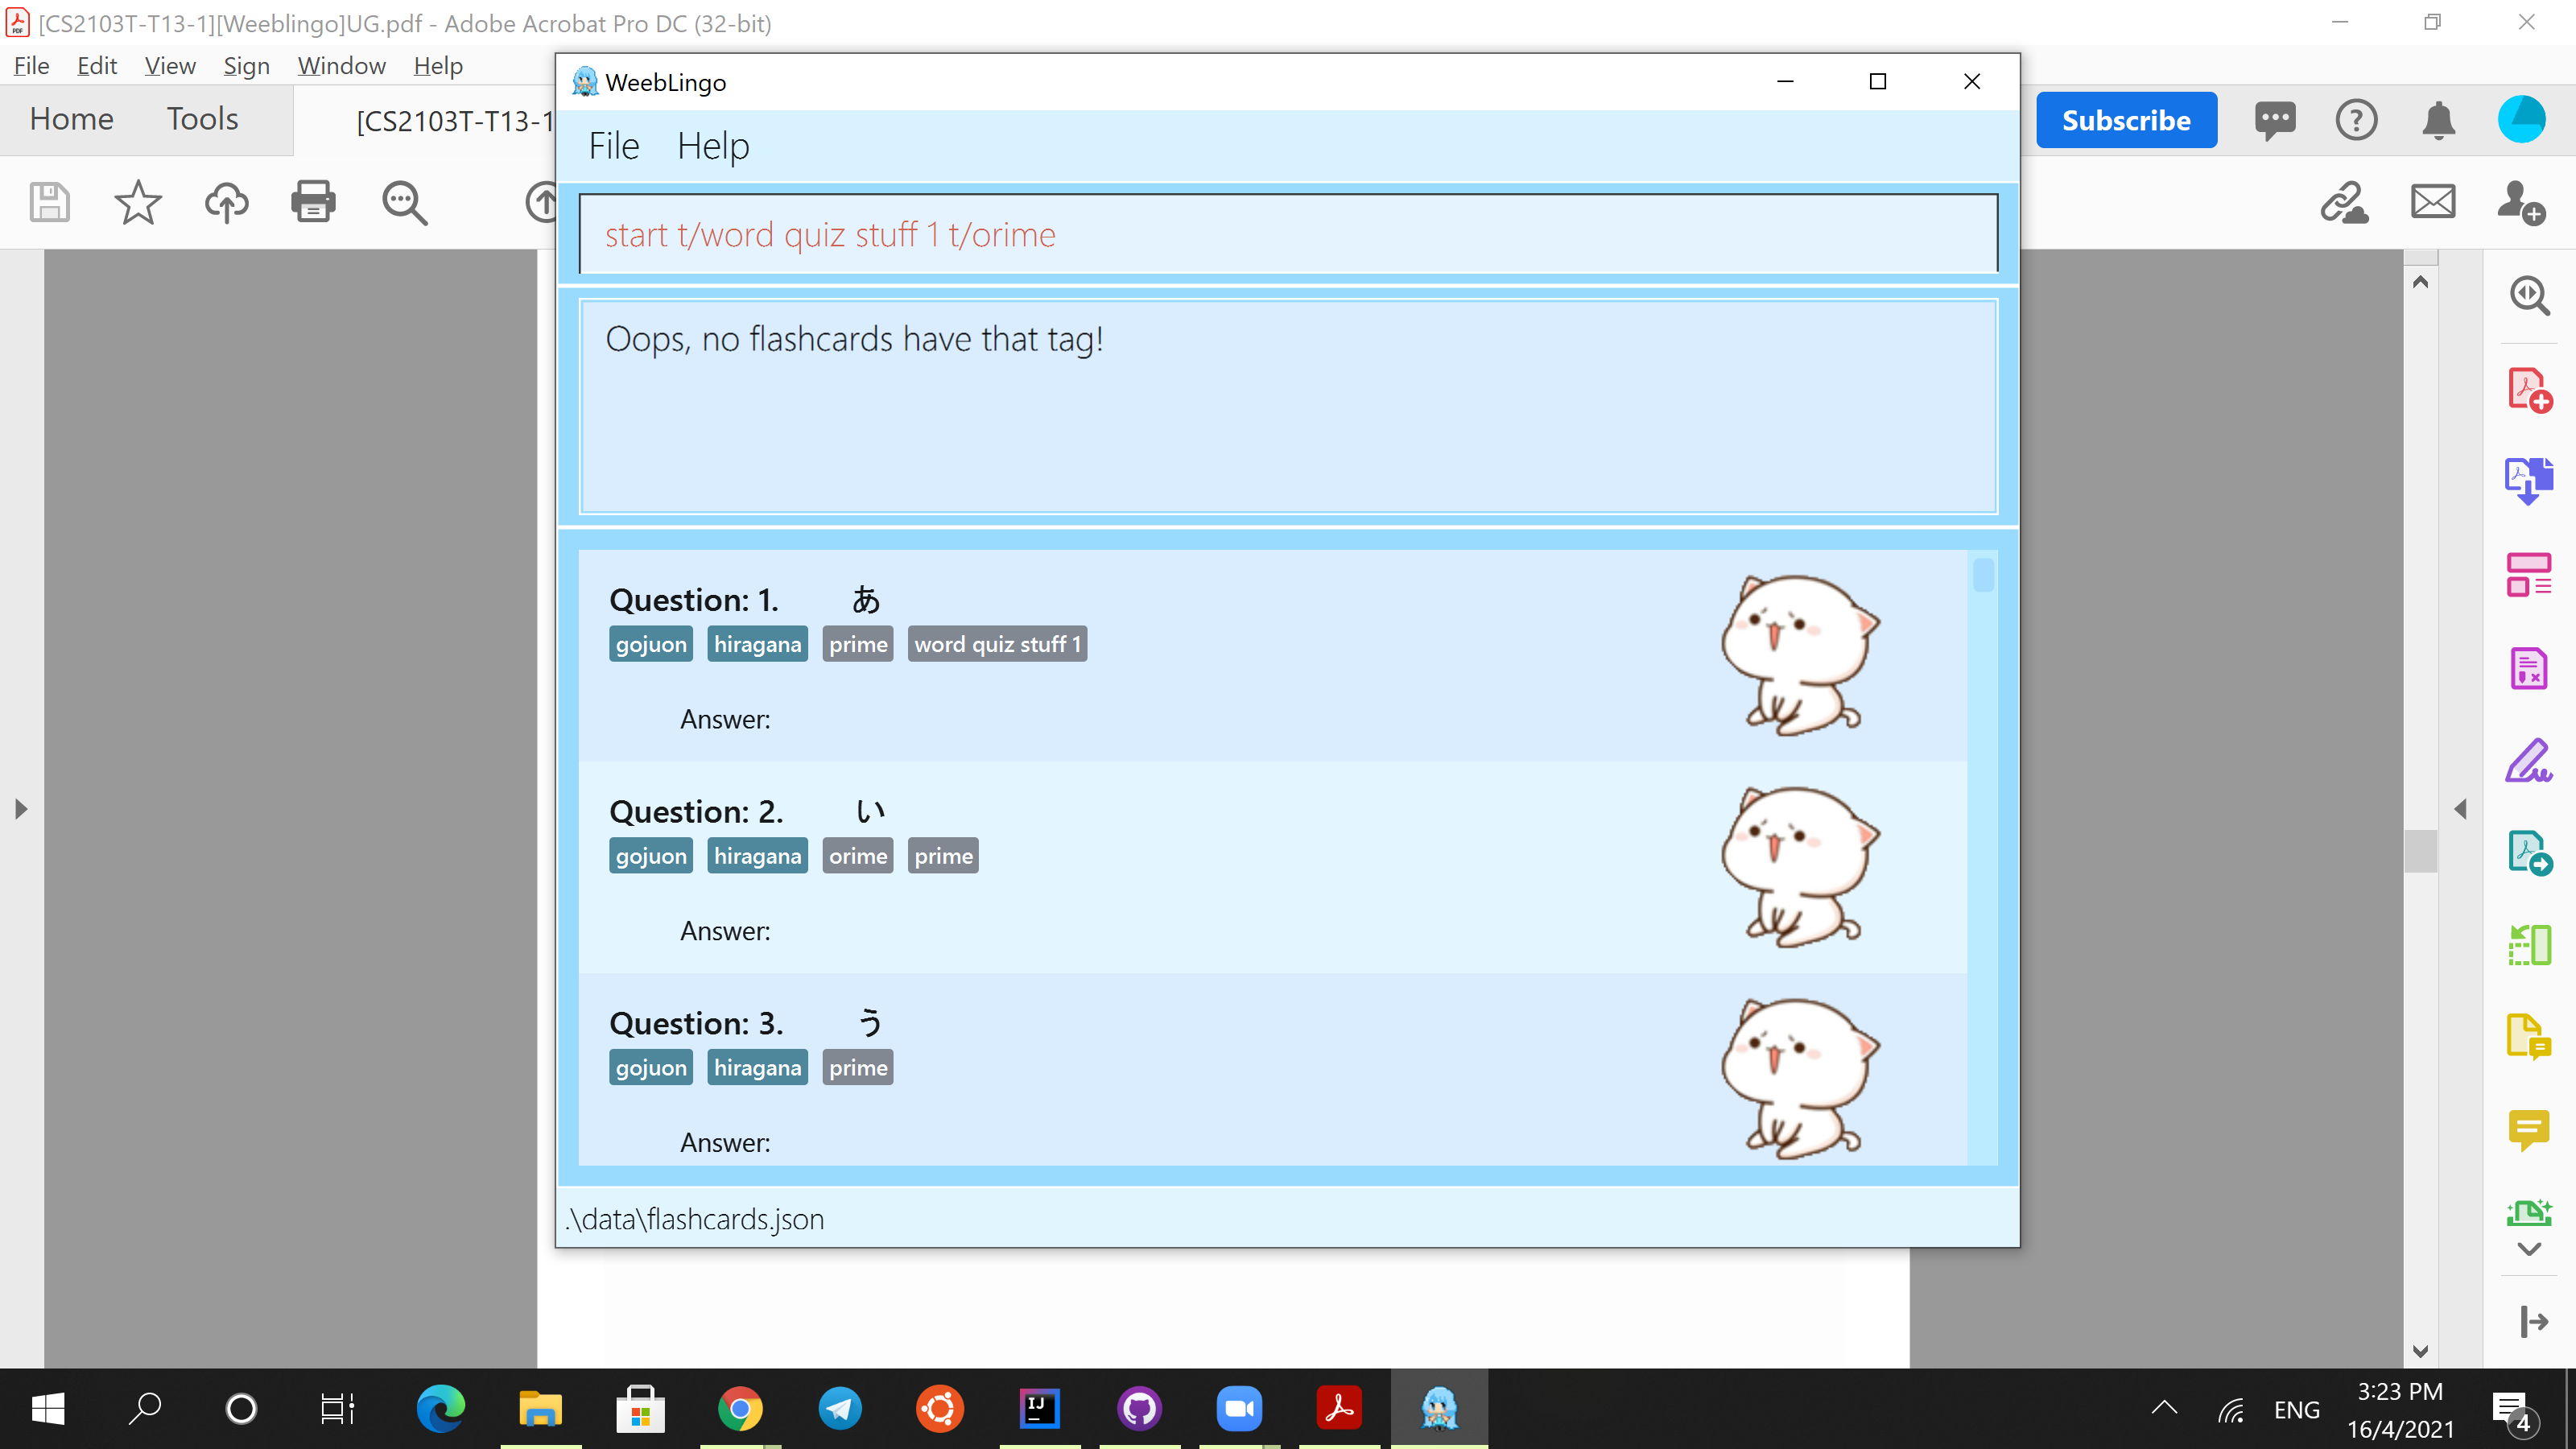 [CS2103T-T13-1][Weeblingo]UG.pdf - Adobe Acrobat Pro DC (32-bit)
File Edit View Sign Window Help
Home Tools [CS2103T-T13-1
Subscribe
WeebLingo
File Help
start t/word quiz stuff 1 t/orime
Oops, no flashcards have that tag!
Question: 1. あ
gojuon hiragana prime word quiz stuff 1
Answer:
Question: 2. い
gojuon hiragana orime prime
Answer:
Question: 3. う
gojuon hiragana prime
Answer:
.\data\flashcards.json
IJ
ENG
3:23 PM
16/4/2021
4